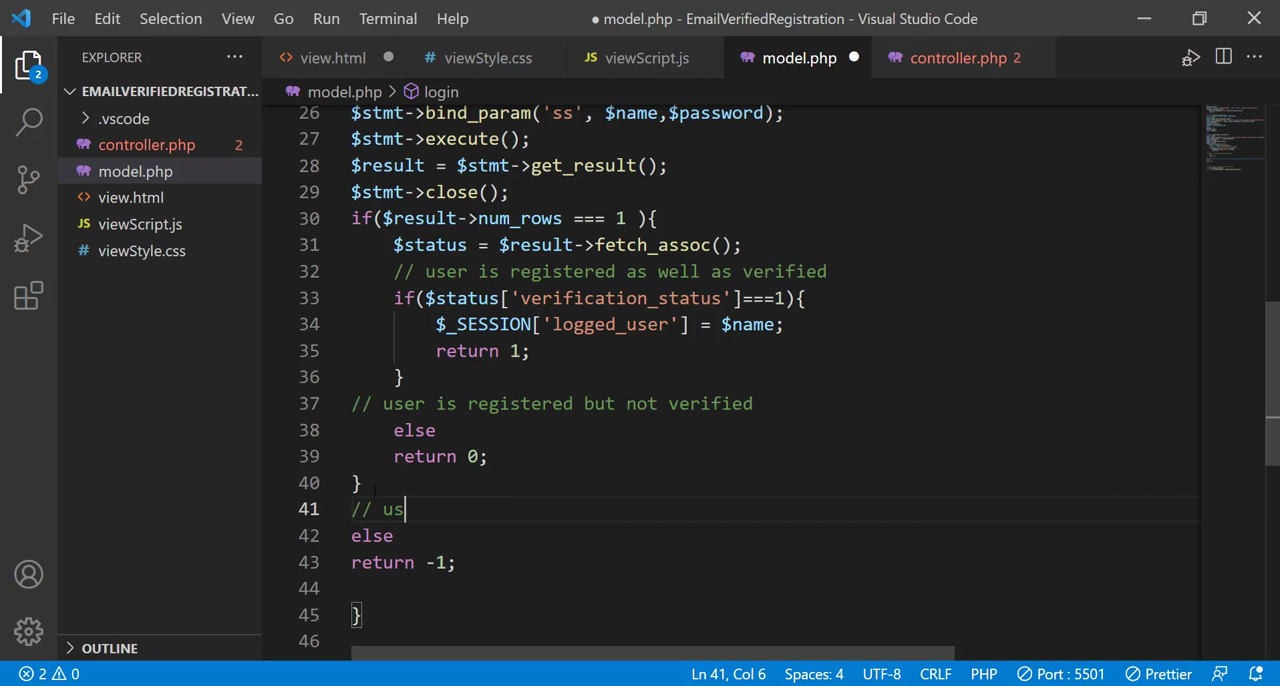 File Edit Selection View Go Run Terminal Help ● model.php - EmailVerifiedRegistration - Visual Studio Code
EXPLORER ... <> view.html ● # viewStyle.css JS viewScript.js model.php ● controller.php 2 ...
EMAILVERIFIEDREGISTRAT... model.php > login
> .vscode
controller.php 2
model.php
<> view.html
JS viewScript.js
# viewStyle.css
2
26 $stmt->bind_param('ss', $name,$password);
27 $stmt->execute();
28 $result = $stmt->get_result();
29 $stmt->close();
30 if($result->num_rows === 1 ){
31 $status = $result->fetch_assoc();
32 // user is registered as well as verified
33 if($status['verification_status']===1){
34 $_SESSION['logged_user'] = $name;
35 return 1;
36 }
37 // user is registered but not verified
38 else
39 return 0;
40 }
41 // us
42 else
43 return -1;
44
45 }
46
> OUTLINE
2 0 Ln 41, Col 6 Spaces: 4 UTF-8 CRLF PHP Port : 5501 Prettier